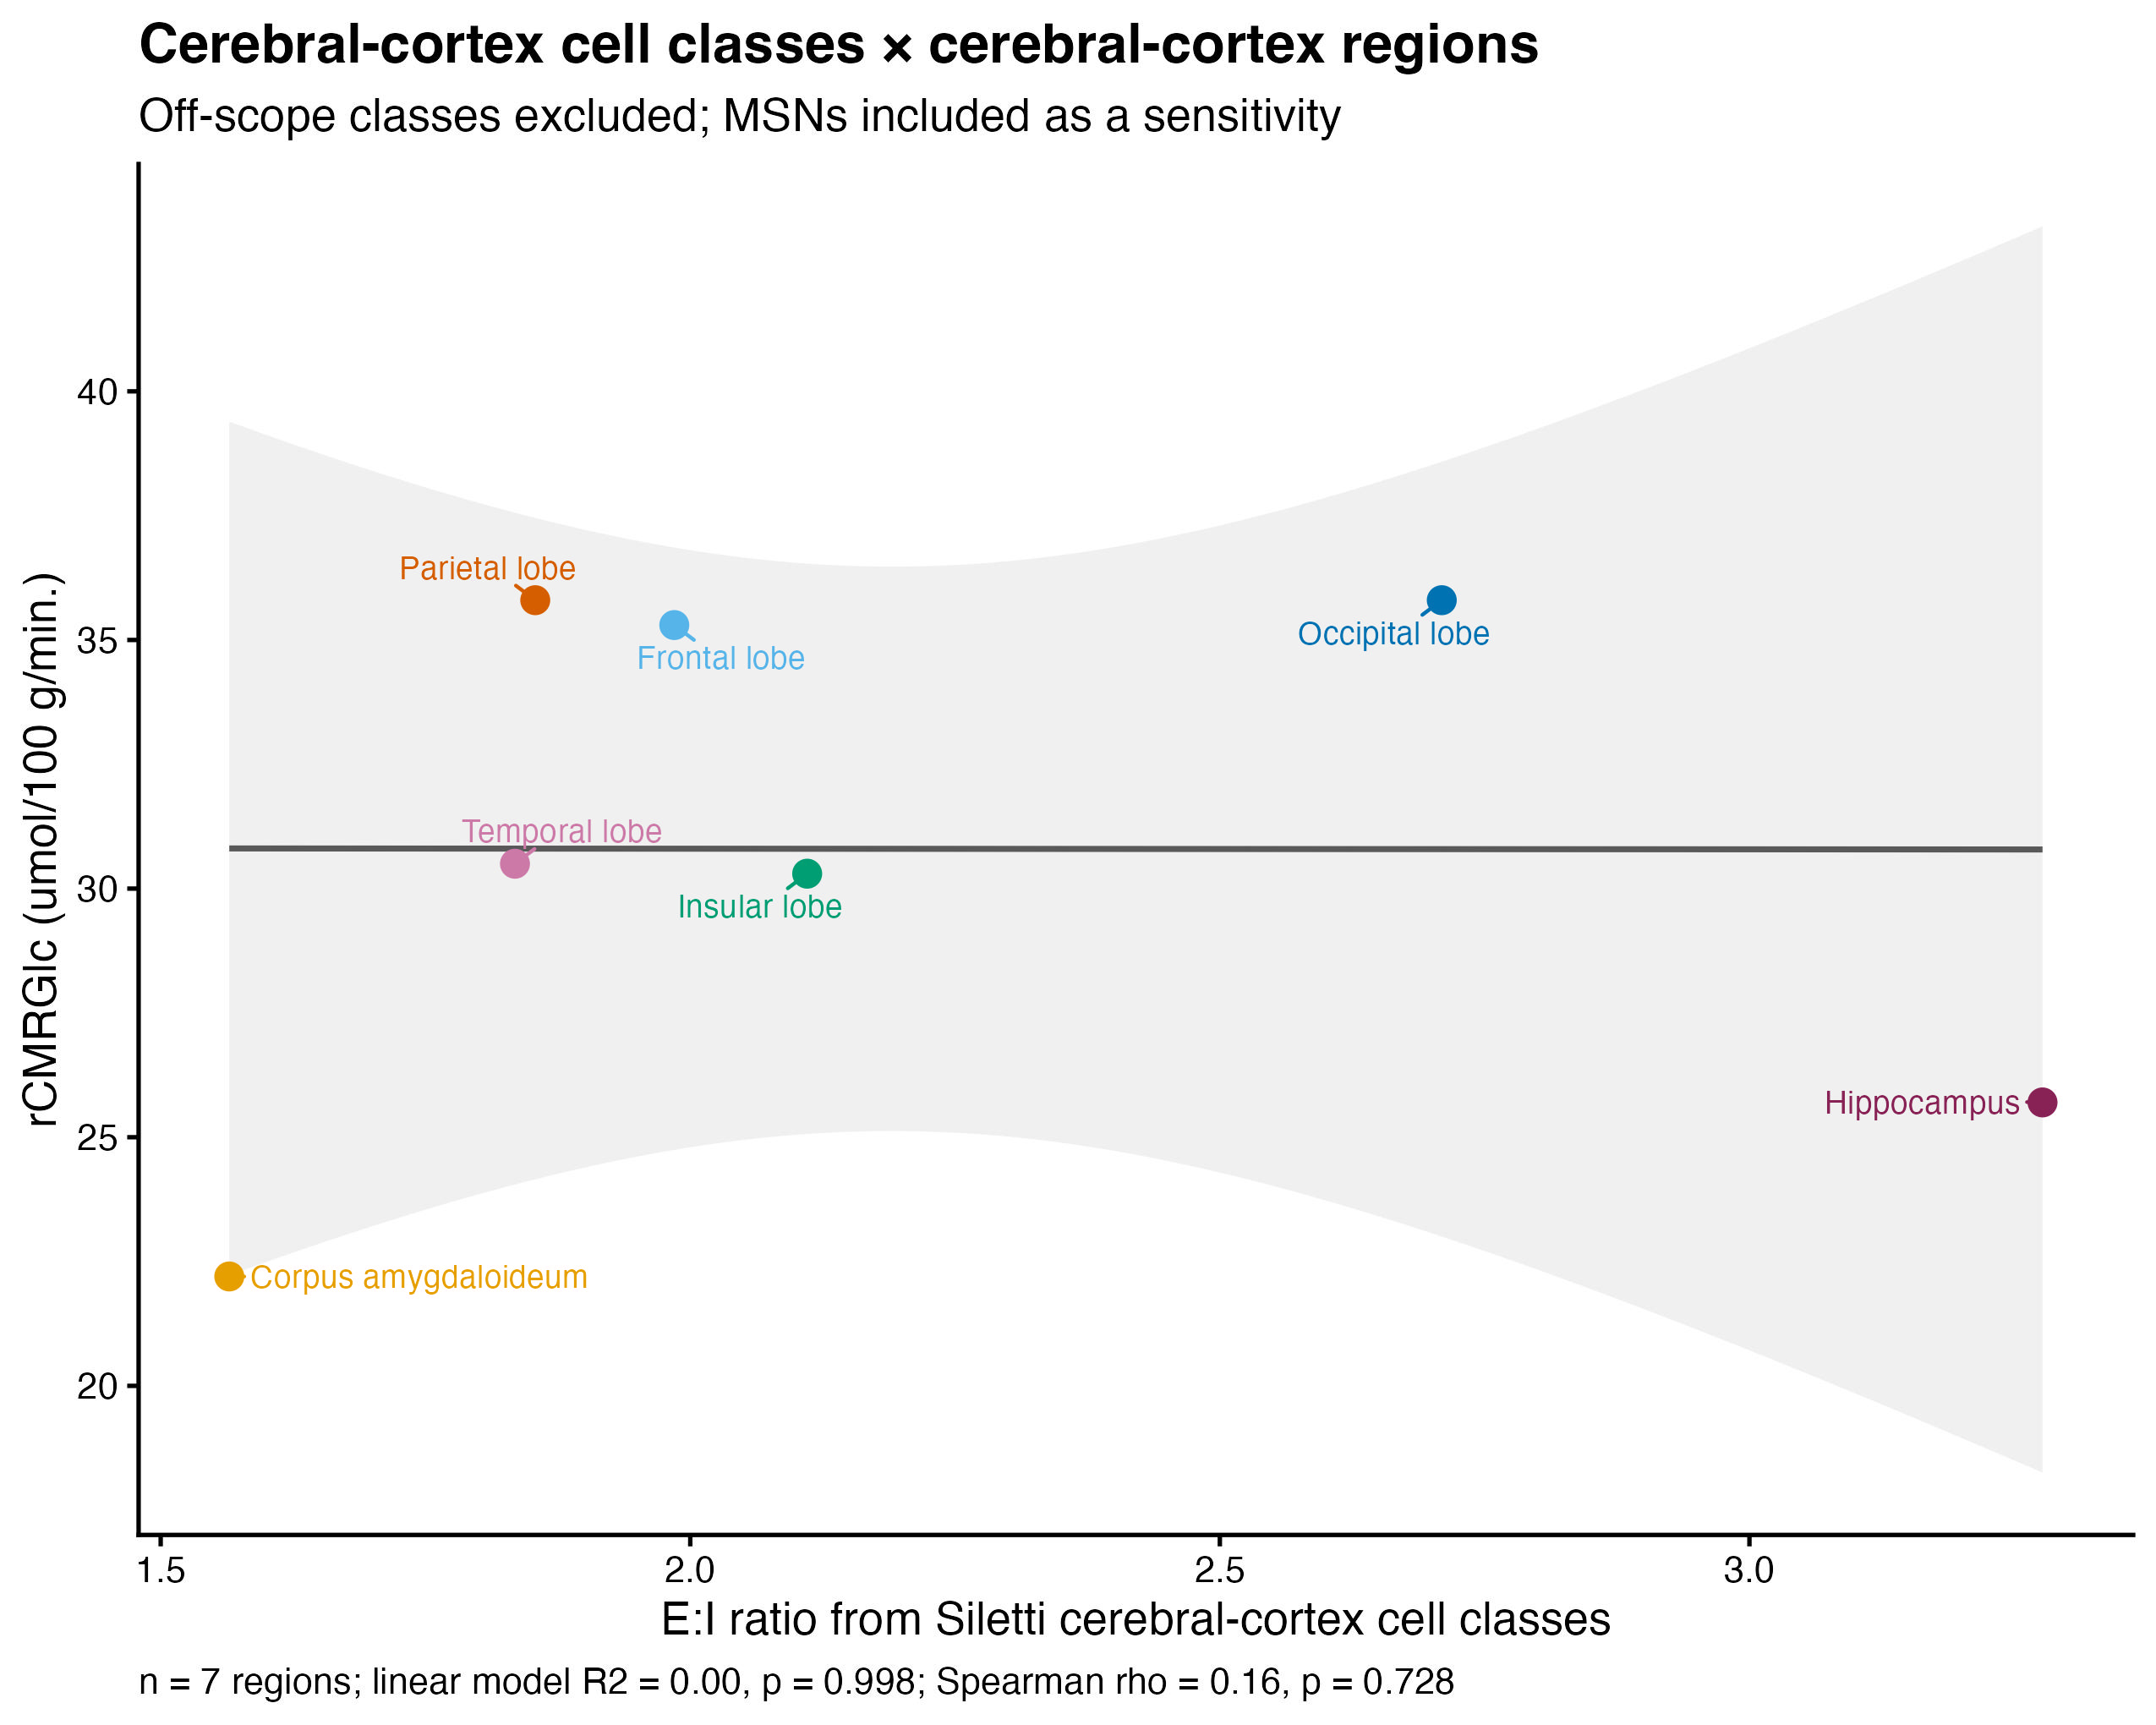 Cerebral-cortex cell classes × cerebral-cortex regions
Off-scope classes excluded; MSNs included as a sensitivity
rCMRGlc (umol/100 g/min.)
40
35
30
25
20
Parietal lobe
Frontal lobe
Occipital lobe
Temporal lobe
Insular lobe
Hippocampus
Corpus amygdaloideum
1.5 2.0 2.5 3.0
E:I ratio from Siletti cerebral-cortex cell classes
n = 7 regions; linear model R2 = 0.00, p = 0.998; Spearman rho = 0.16, p = 0.728